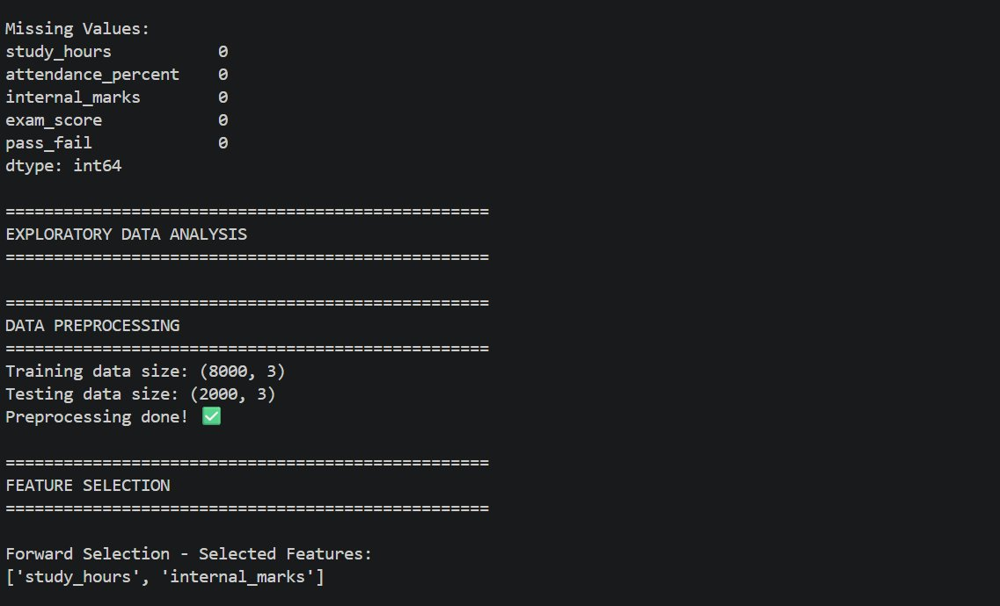 Missing Values:
study_hours           0
attendance_percent    0
internal_marks        0
exam_score            0
pass_fail             0
dtype: int64
==================================================
EXPLORATORY DATA ANALYSIS
==================================================
==================================================
DATA PREPROCESSING
==================================================
Training data size: (8000, 3)
Testing data size: (2000, 3)
Preprocessing done! ✅
==================================================
FEATURE SELECTION
==================================================
Forward Selection - Selected Features:
['study_hours', 'internal_marks']